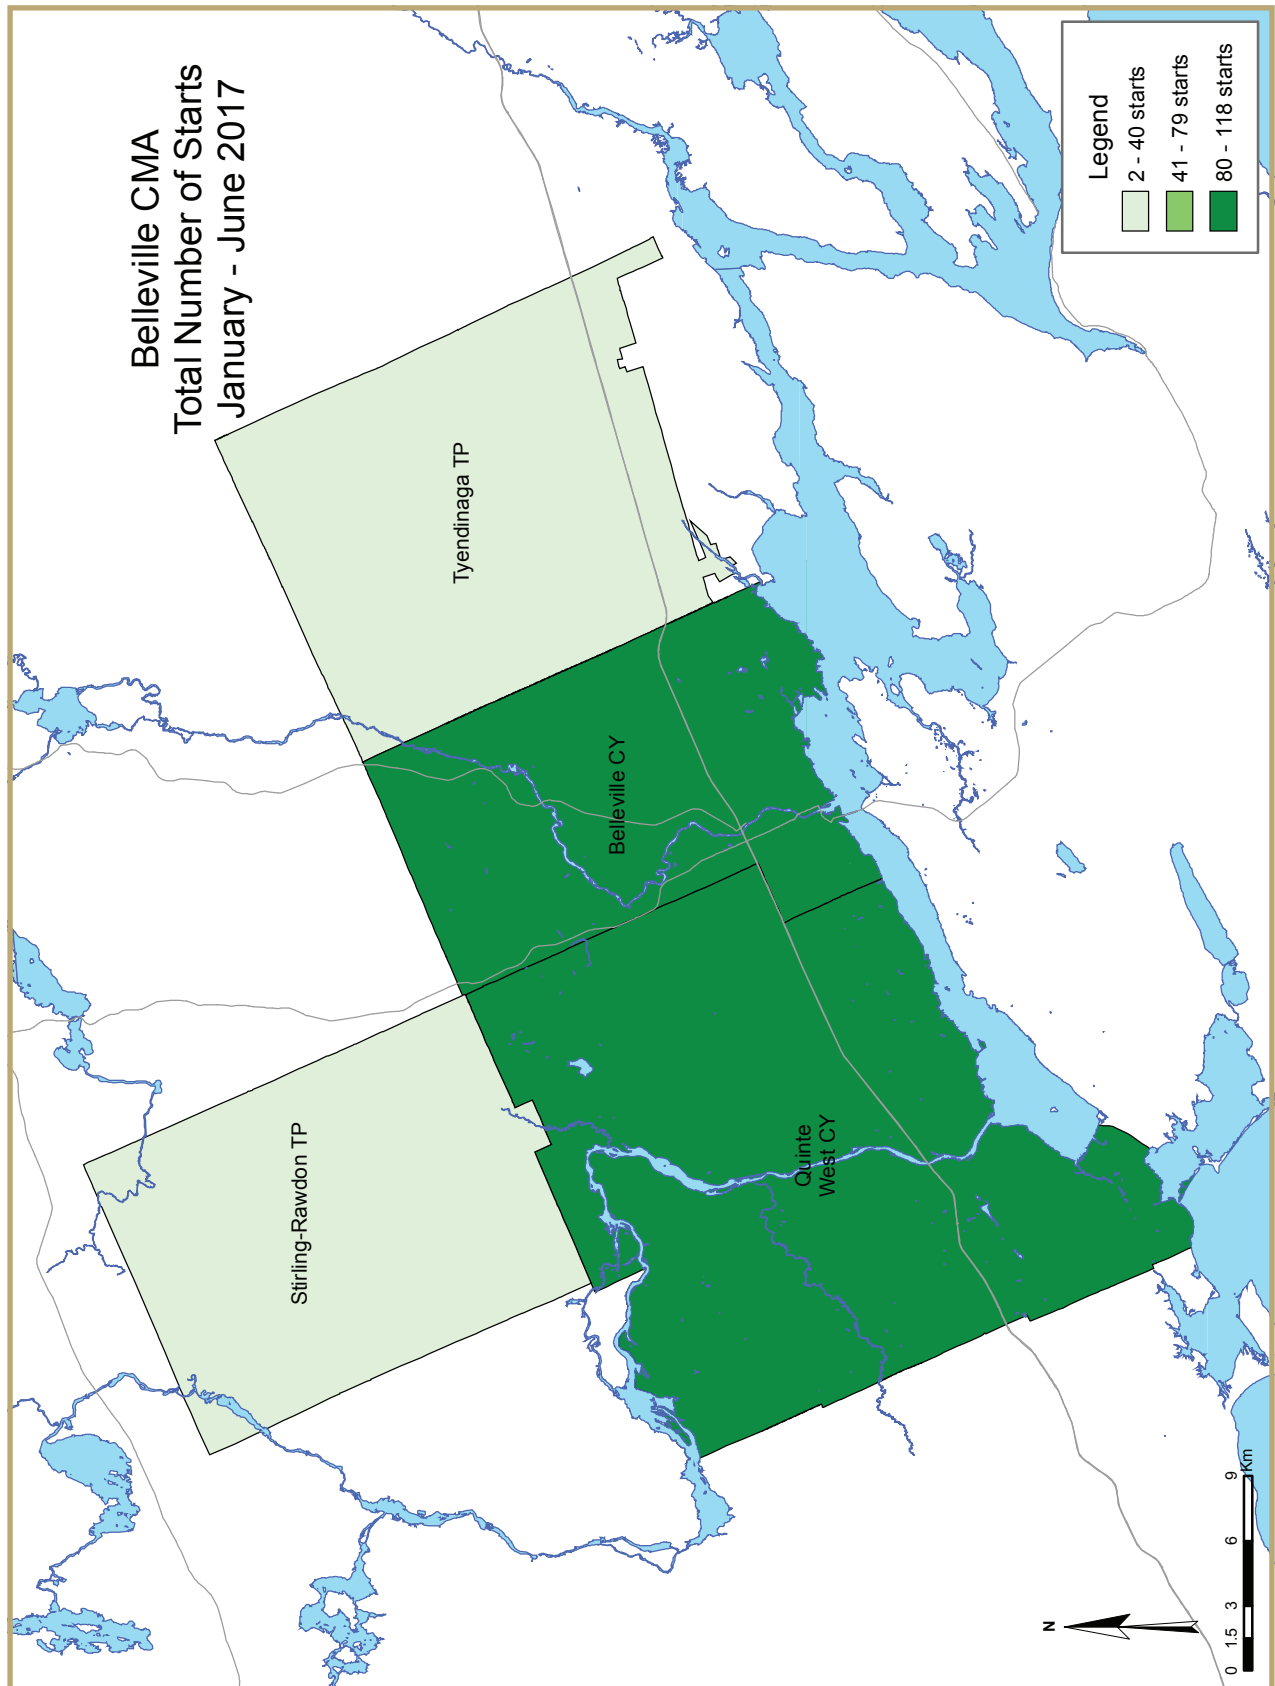 Belleville CMA
Total Number of Starts
January - June 2017
Stirling-Rawdon TP
Tyendinaga TP
Belleville CY
Quinte
West CY
Legend
2 - 40 starts
41 - 79 starts
80 - 118 starts
N
0 1.5 3 6 9
Km